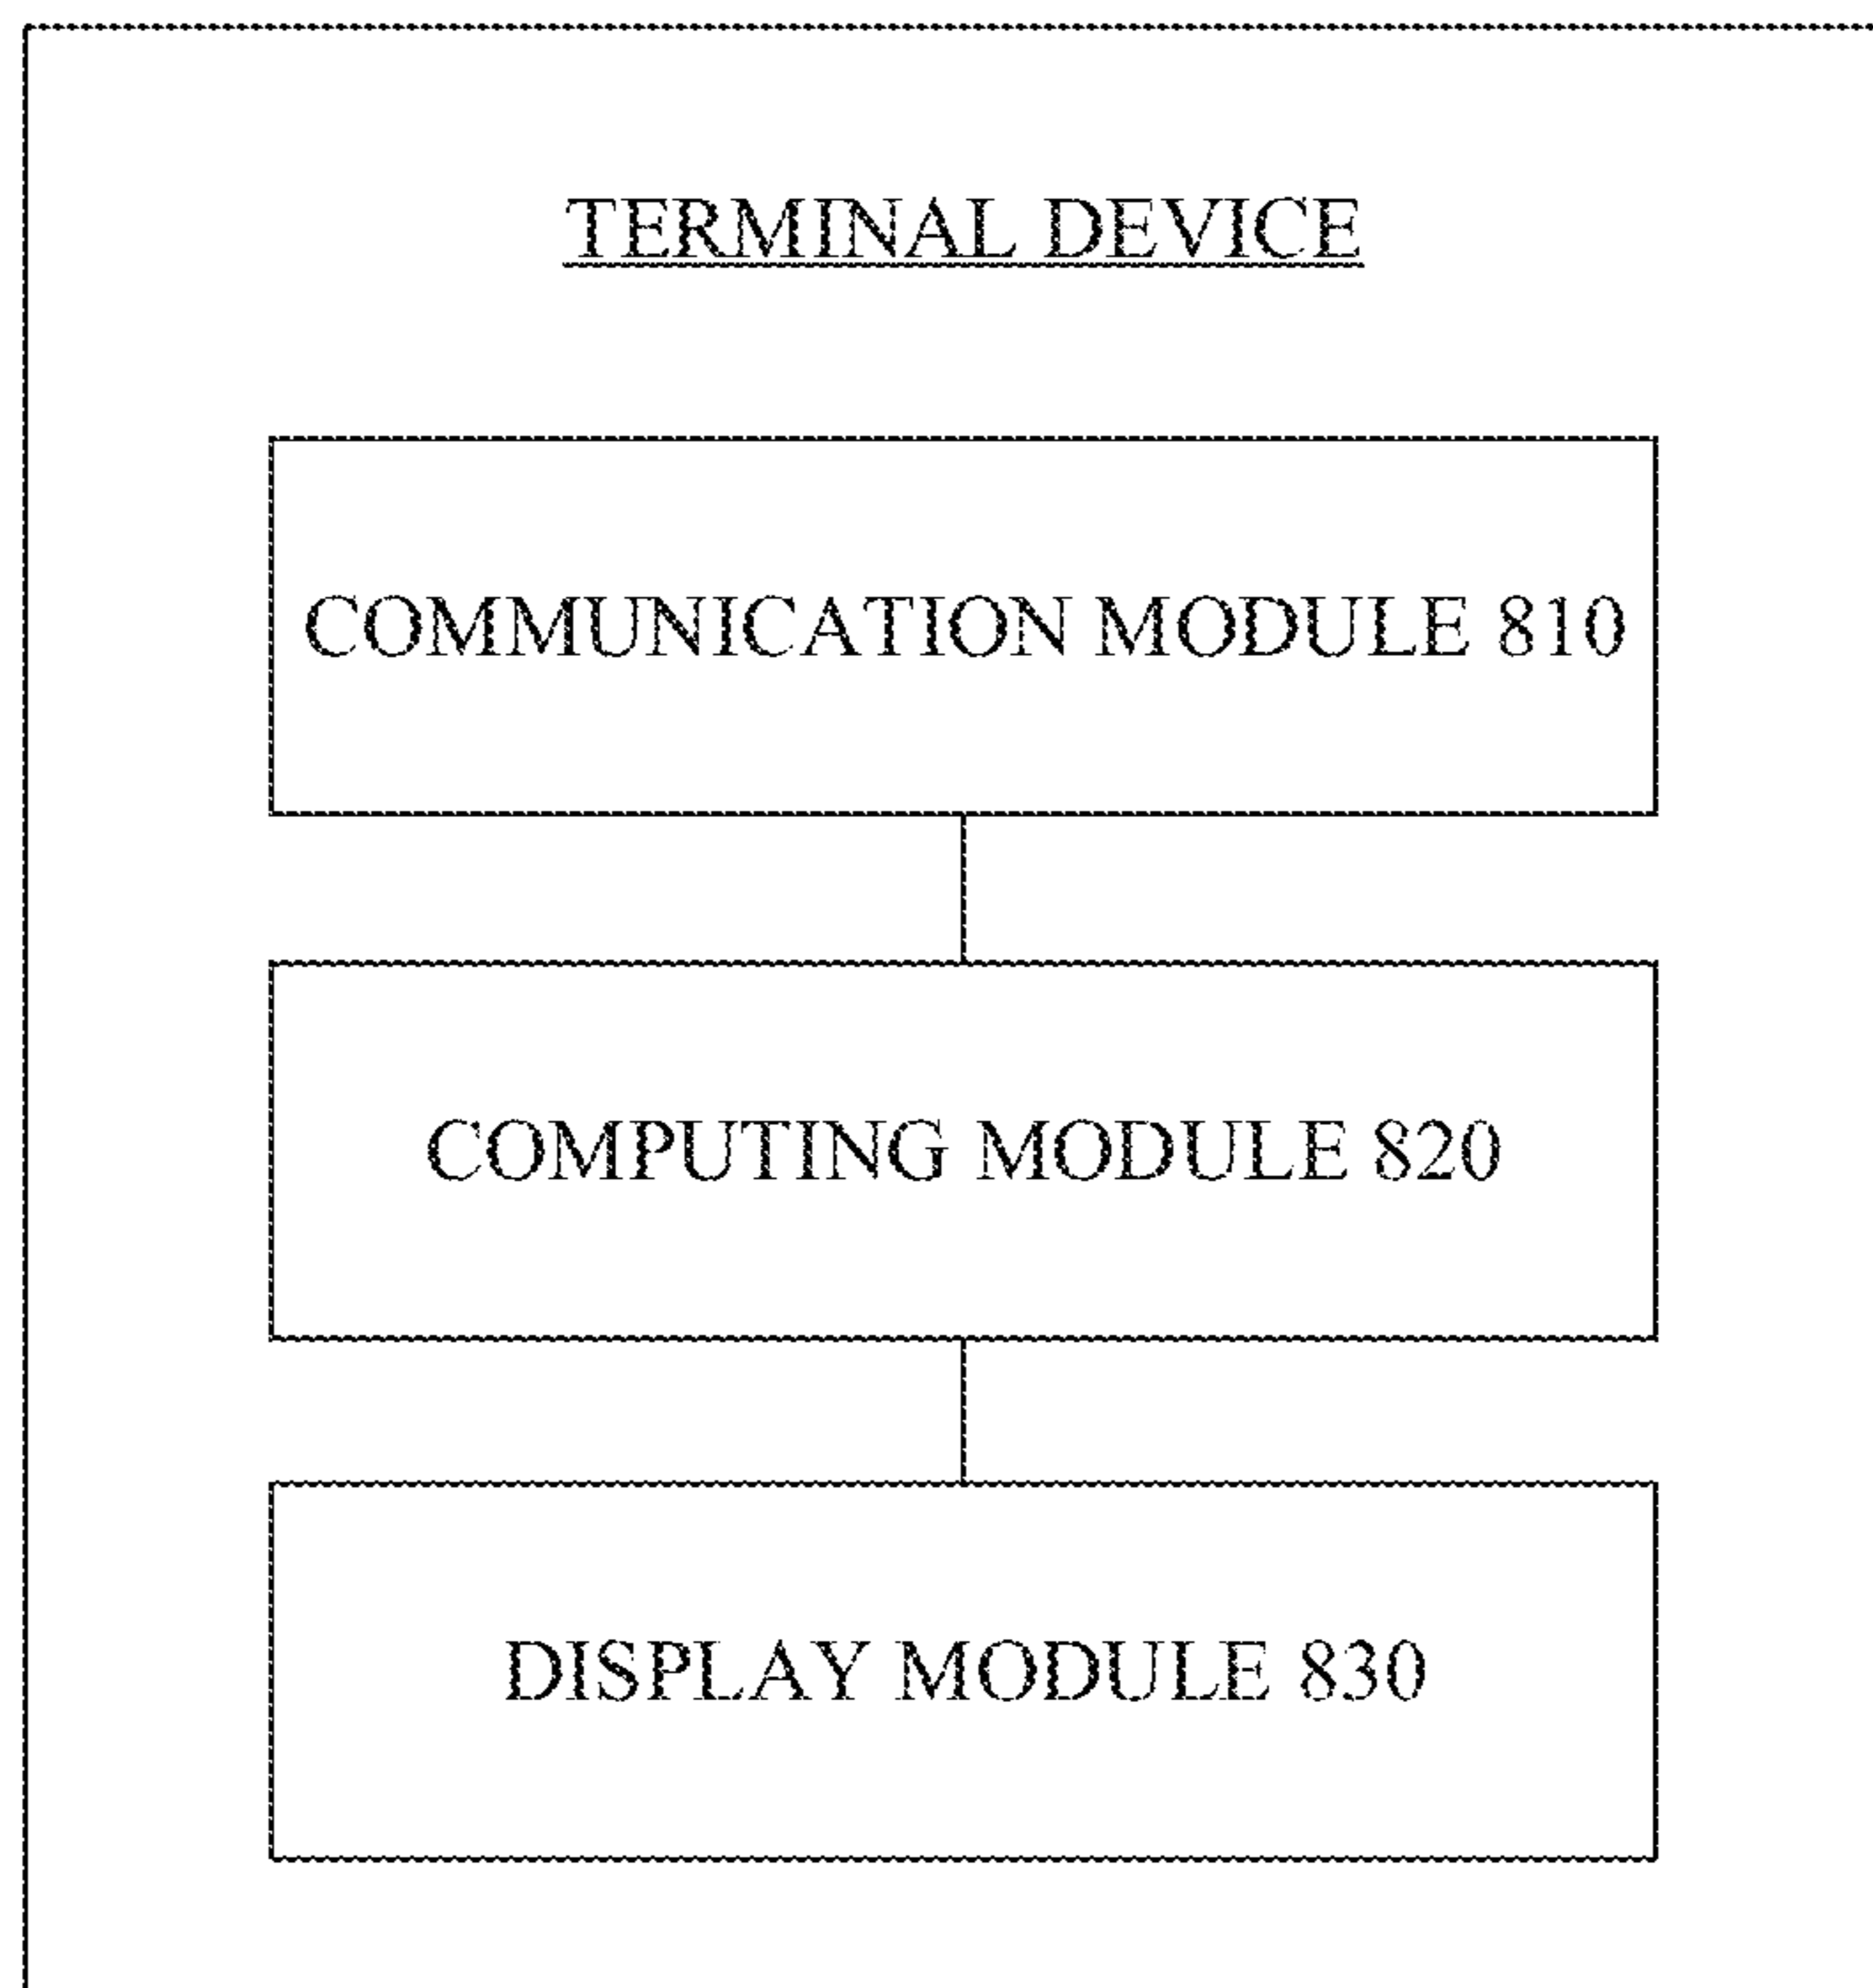 TERMINAL DEVICE
COMMUNICATION MODULE 810
COMPUTING MODULE 820
DISPLAY MODULE 830